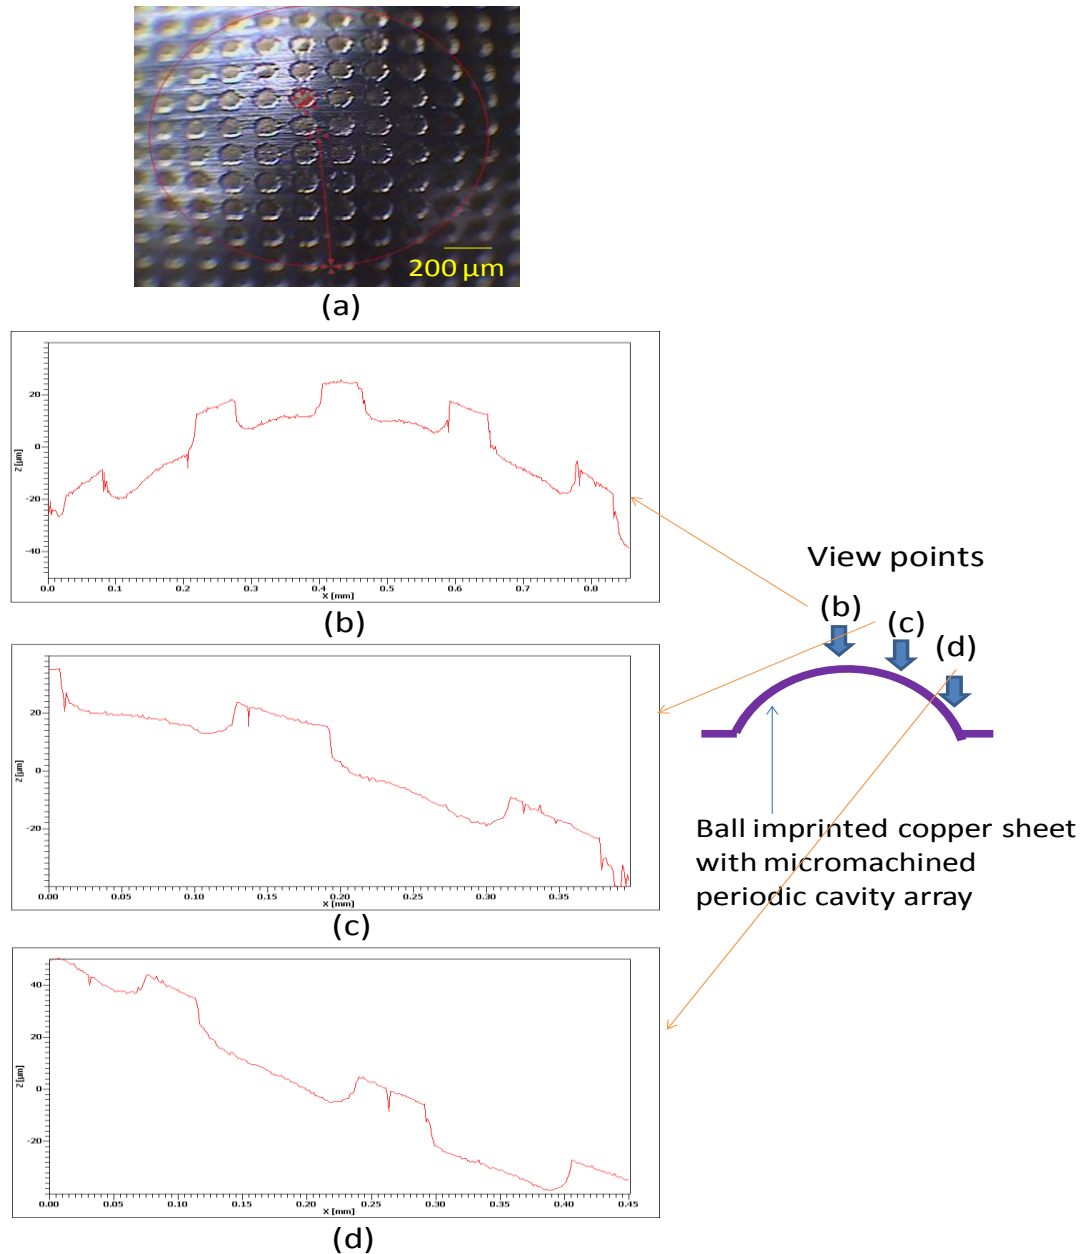 200 µm
(a)
20
0
-20
-40
Z [µm]
0.0 0.1 0.2 0.3 0.4 0.5 0.6 0.7 0.8
X [mm]
(b)
20
0
-20
Z [µm]
0.00 0.05 0.10 0.15 0.20 0.25 0.30 0.35
X [mm]
(c)
40
20
0
-20
Z [µm]
0.00 0.05 0.10 0.15 0.20 0.25 0.30 0.35 0.40 0.45
X [mm]
(d)
View points
(b)
(c)
(d)
Ball imprinted copper sheet
with micromachined
periodic cavity array